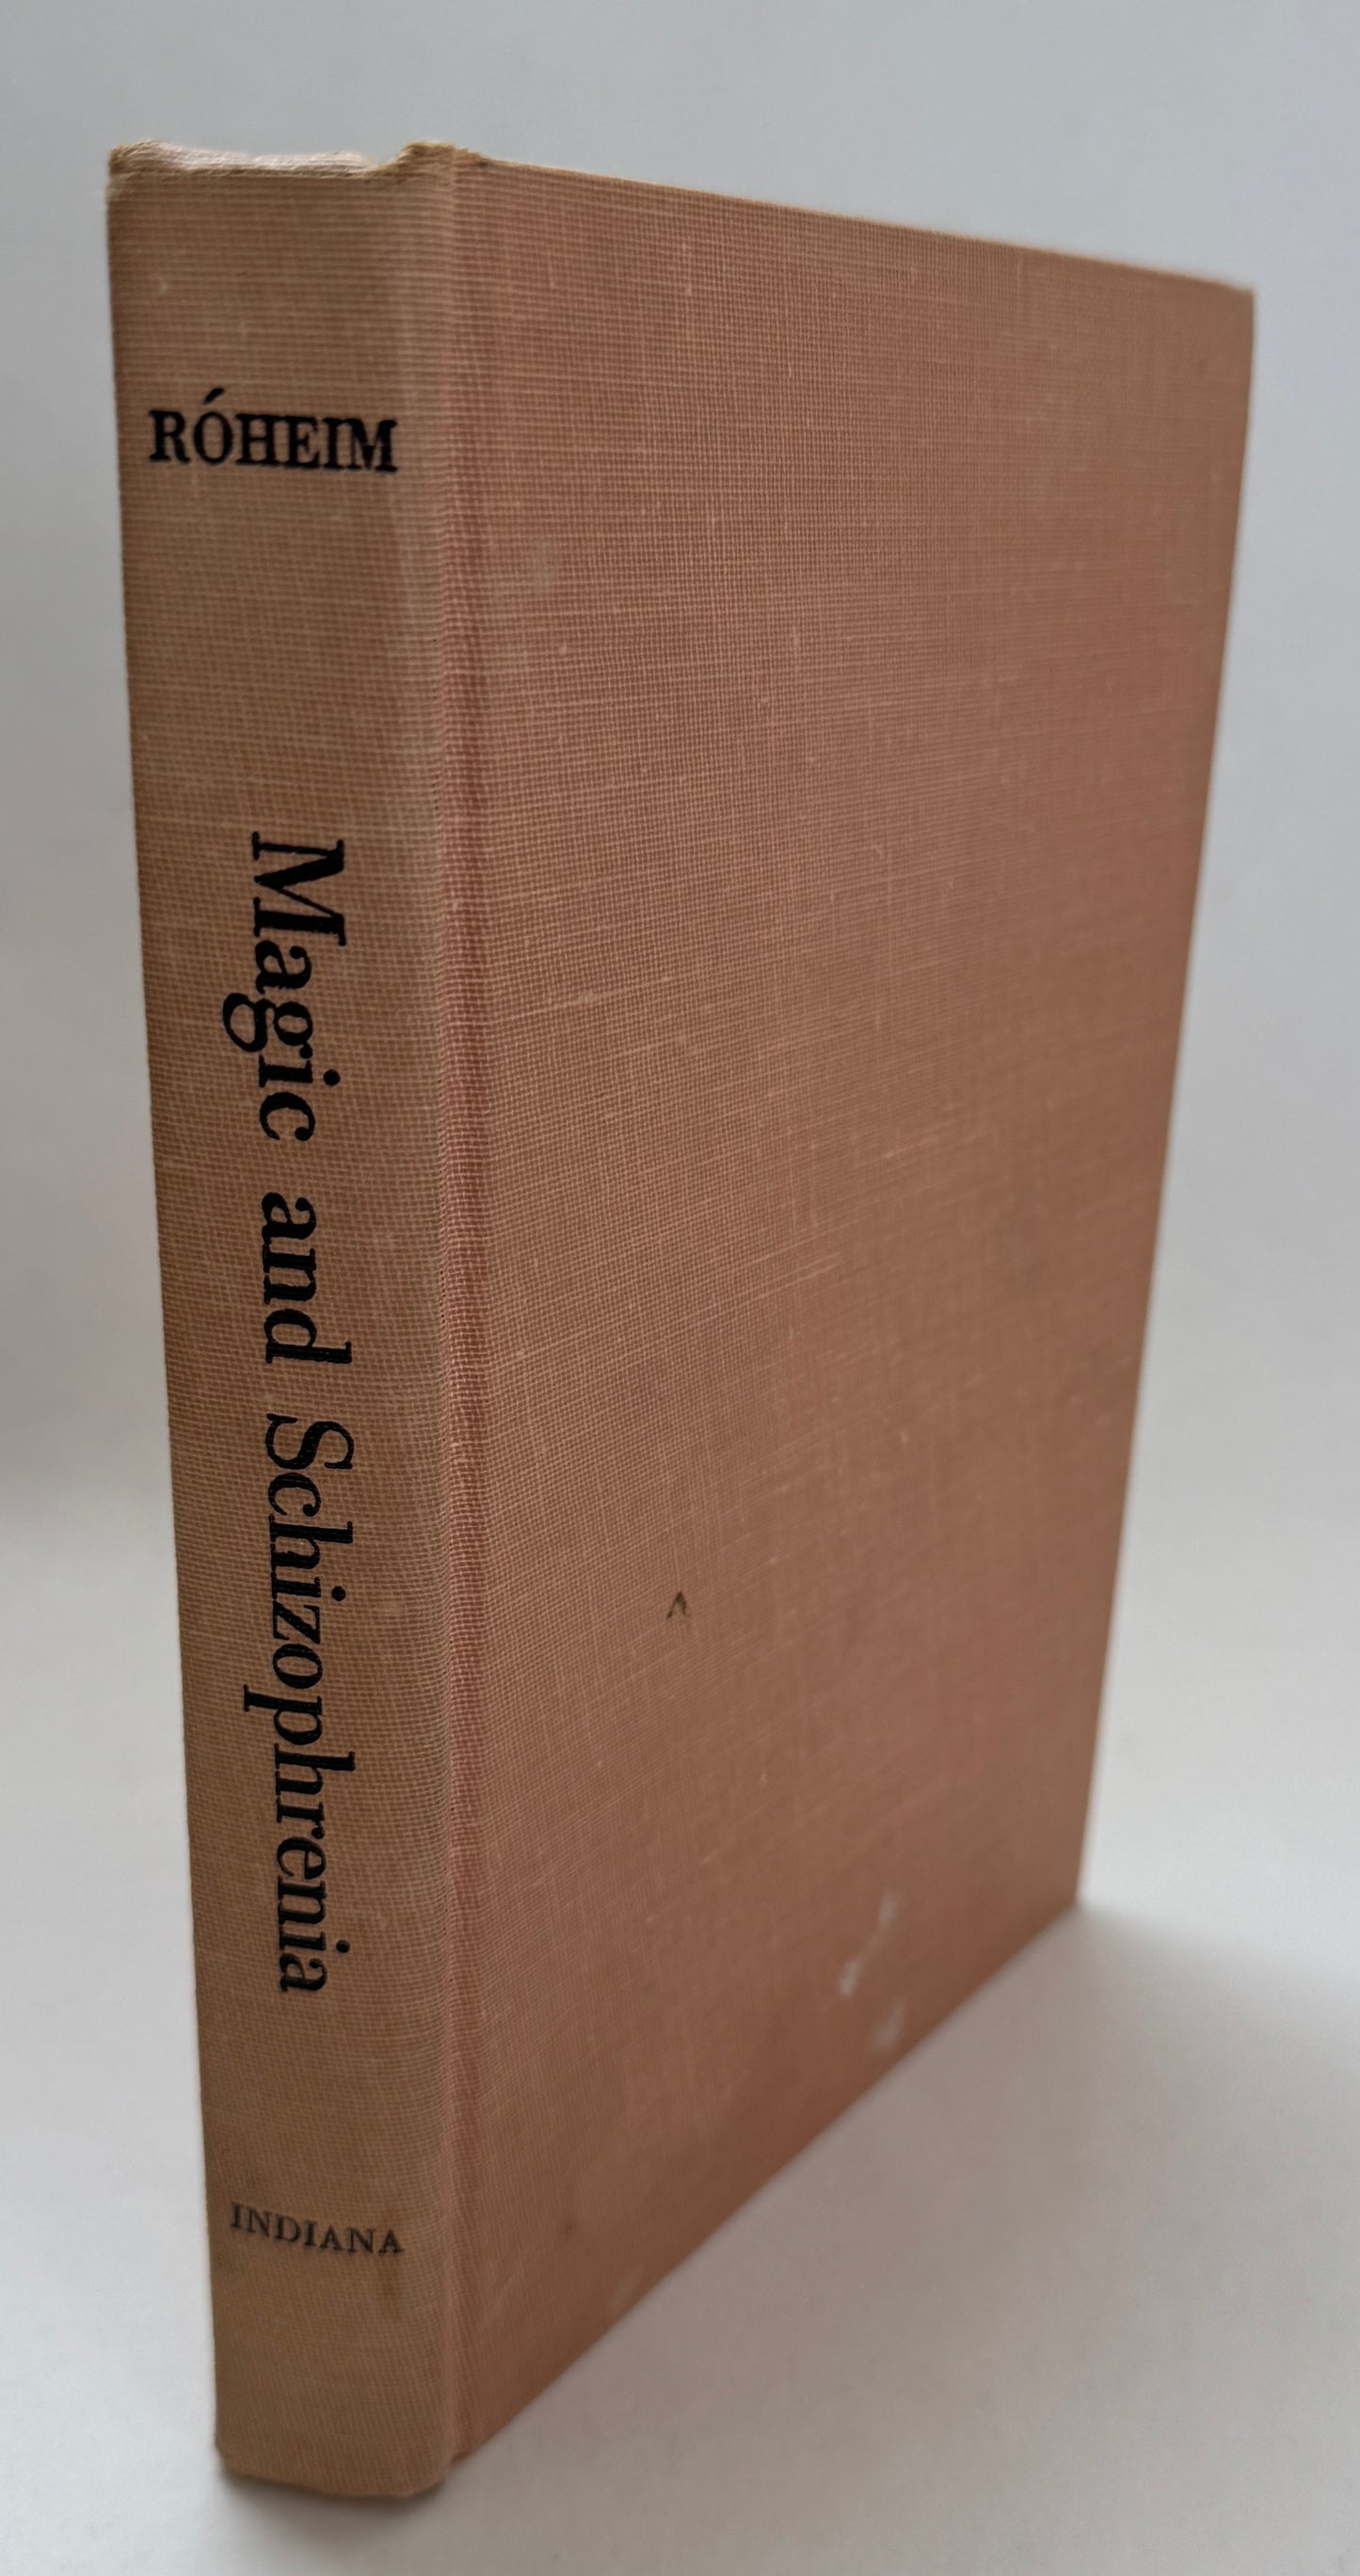 RÓHEIM
Magic and Schizophrenia
INDIANA